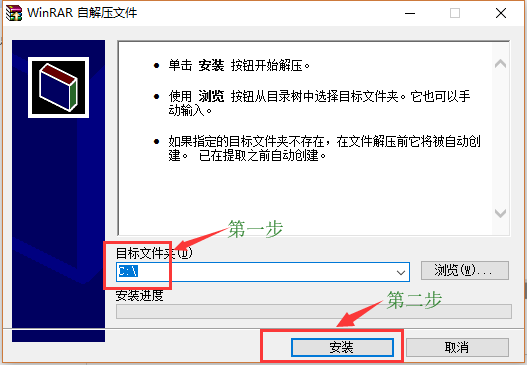 WinRAR 自解压文件
单击 安装 按钮开始解压。
使用 浏览 按钮从目录树中选择目标文件夹。它也可以手
动输入。
如果指定的目标文件夹不存在，在文件解压前它将被自动创
建。 已在提取之前自动创建。
第一步
目标文件夹(D)
C:\
浏览(W)...
安装进度
第二步
安装
取消